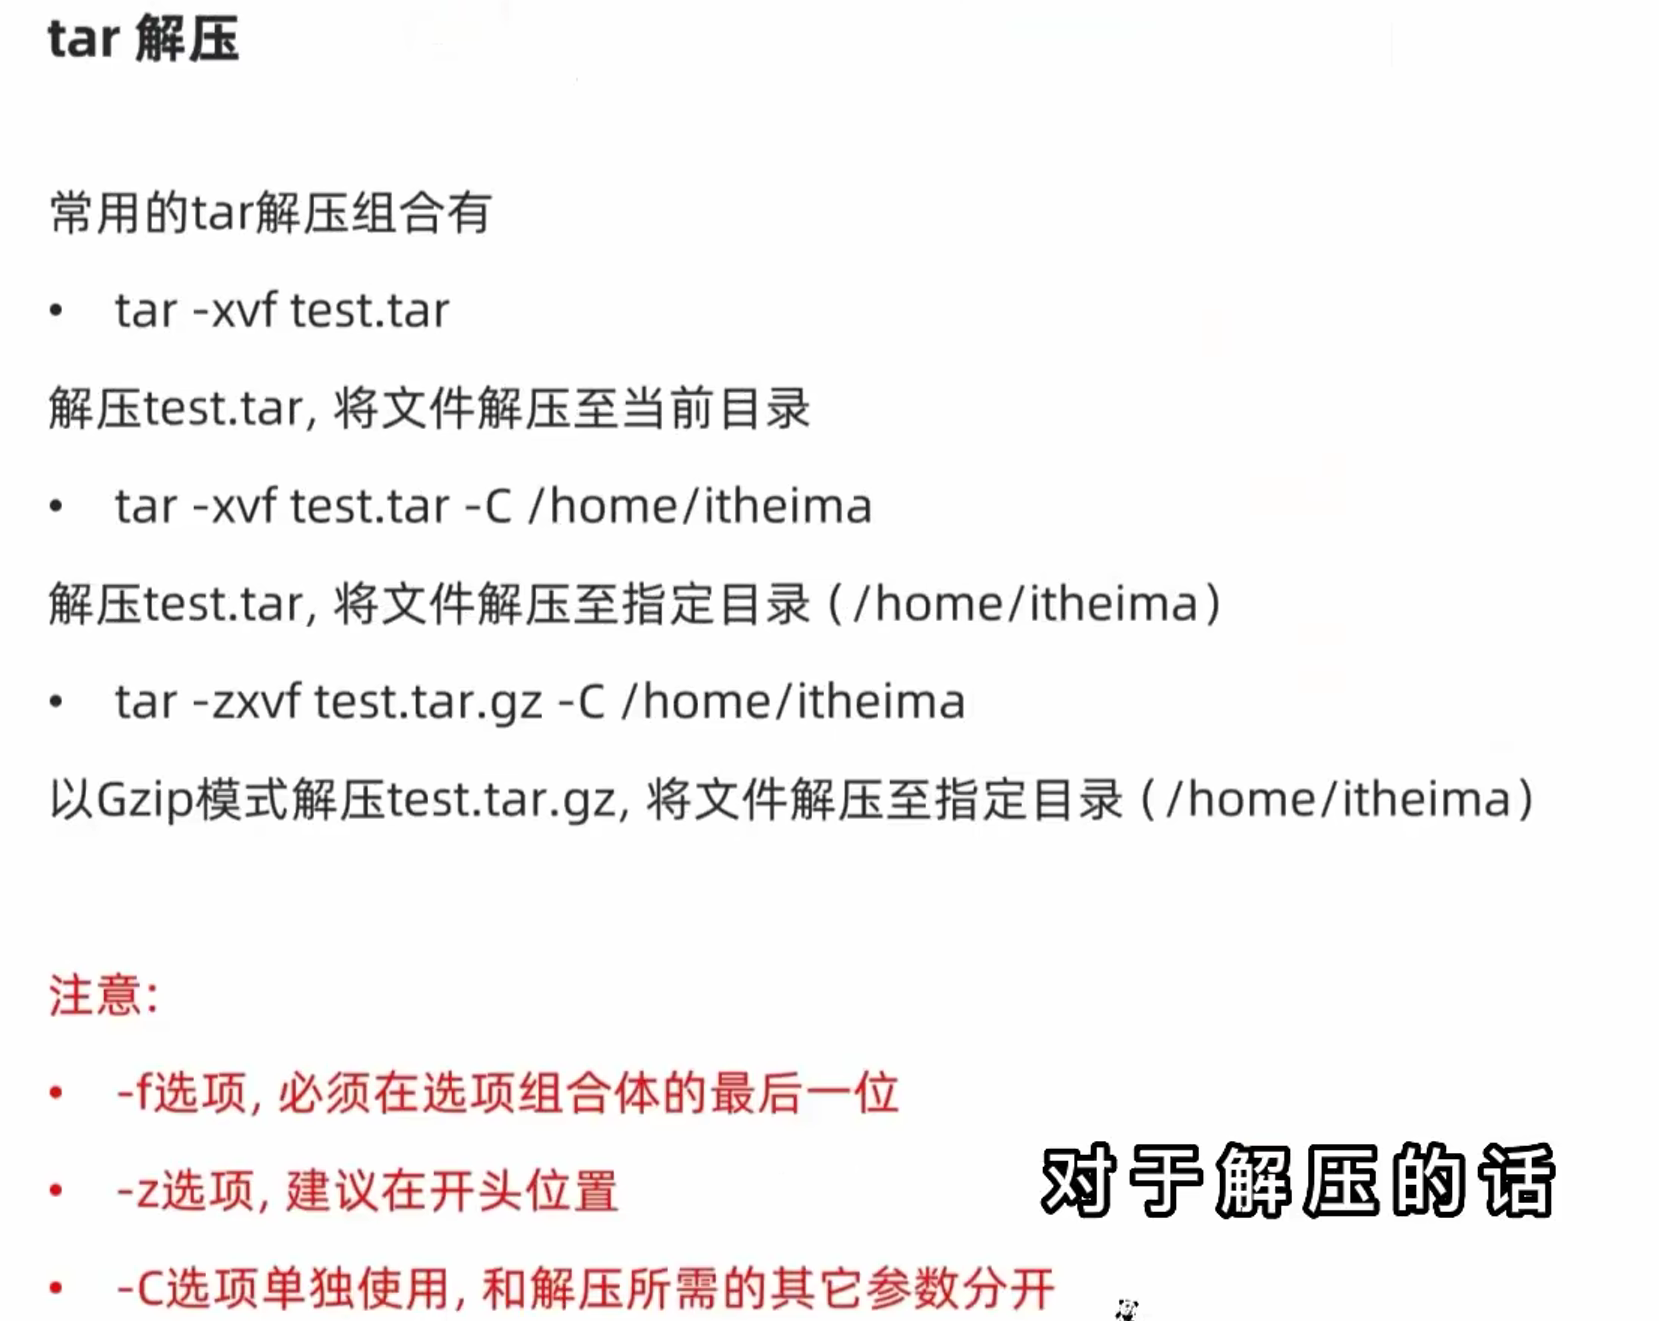 tar 解压
常用的tar解压组合有
• tar -xvf test.tar
解压test.tar, 将文件解压至当前目录
• tar -xvf test.tar -C /home/itheima
解压test.tar, 将文件解压至指定目录（/home/itheima）
• tar -zxvf test.tar.gz -C /home/itheima
以Gzip模式解压test.tar.gz, 将文件解压至指定目录（/home/itheima）
注意:
• -f选项, 必须在选项组合体的最后一位
• -z选项, 建议在开头位置
对于解压的话
• -C选项单独使用, 和解压所需的其它参数分开